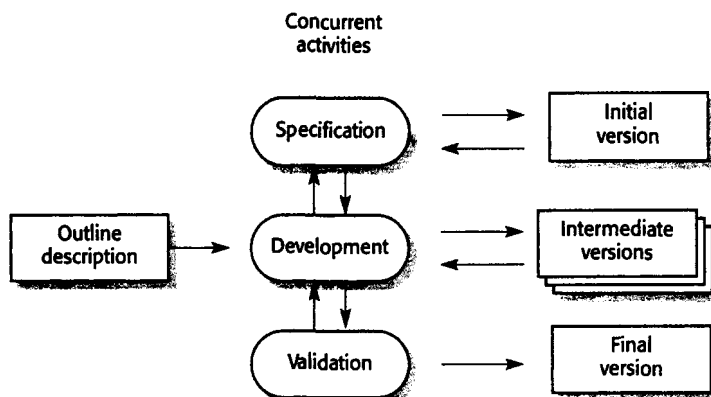 Concurrent
activities
Specification
Initial
version
Outline
description
Development
Intermediate
versions
Validation
Final
version